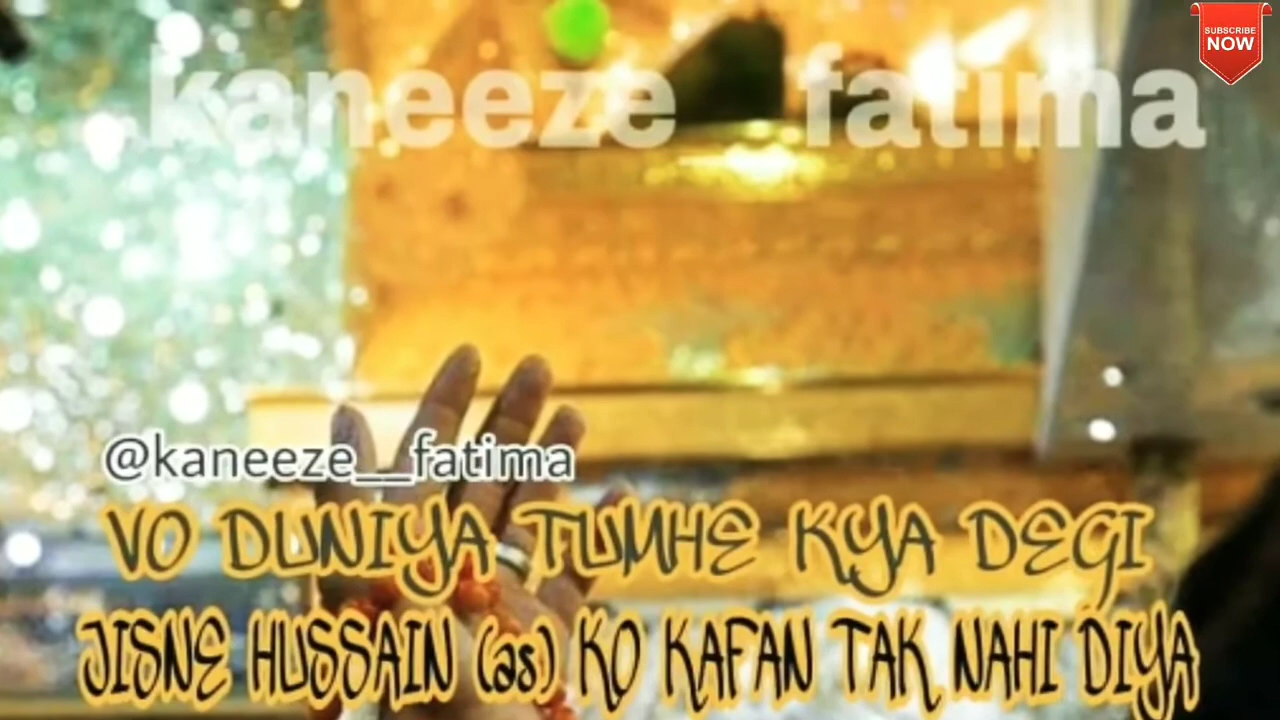 SUBSCRIBE
NOW
kaneeze fatima
@kaneeze__fatima
VO DUNIYA TUMHE KYA DEGI
JISNE HUSSAIN (as) KO KAFAN TAK NAHI DIYA